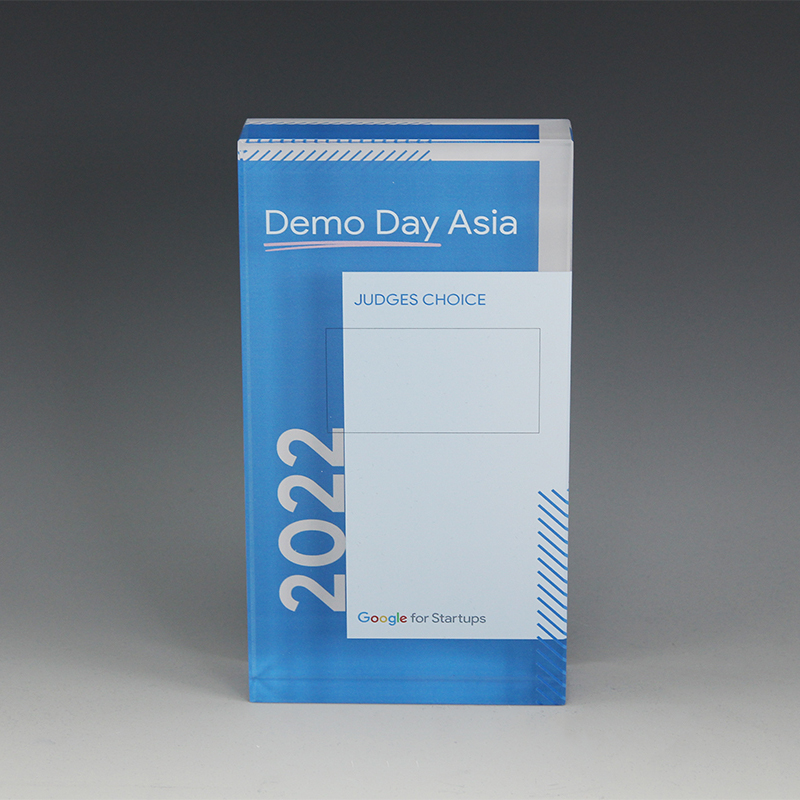 Demo Day Asia
JUDGES CHOICE
2022
Google for Startups